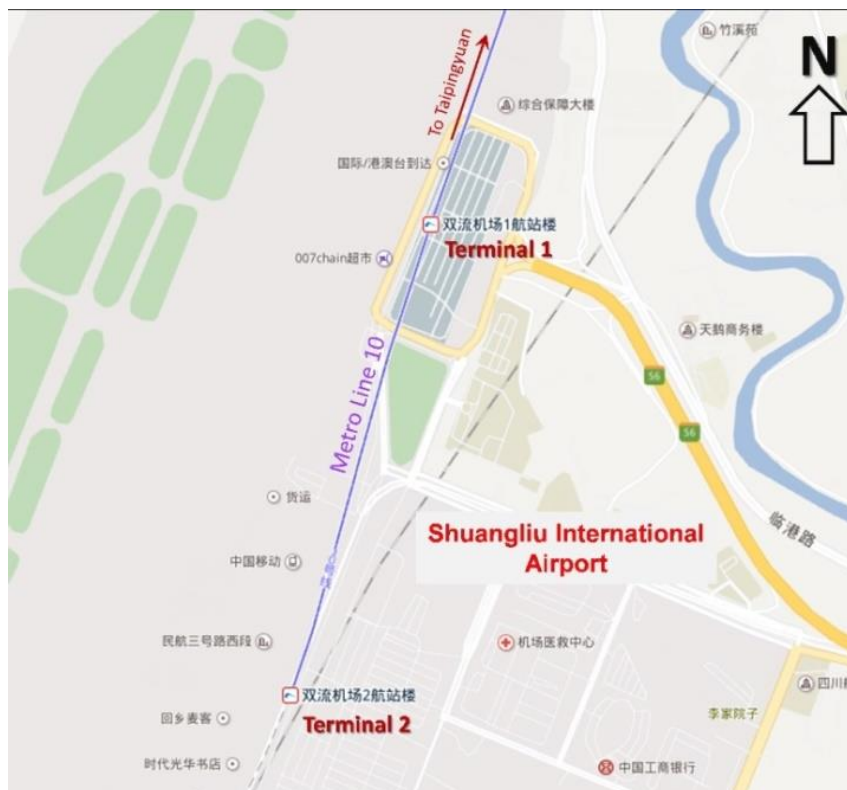 竹溪苑
N
To Taipingyuan
综合保障大楼
国际/港澳台到达
双流机场1航站楼
Terminal 1
007chain超市
天鹅商务楼
Metro Line 10
S6
S6
货运
临港路
Shuangliu International
Airport
中国移动
民航三号路西段
机场医救中心
双流机场2航站楼
四川
Terminal 2
李家院子
回乡麦客
时代光华书店
中国工商银行